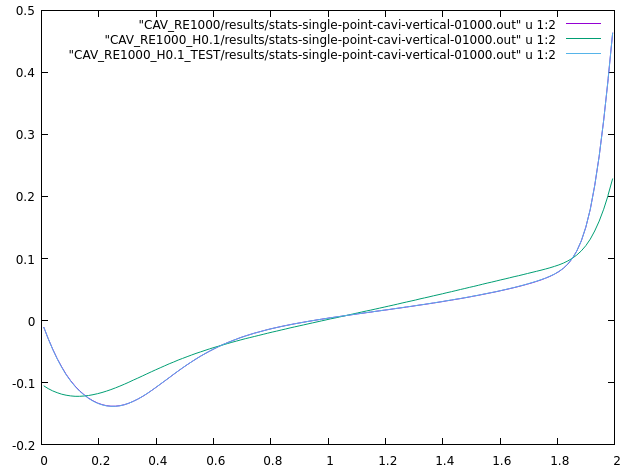 "CAV_RE1000/results/stats-single-point-cavi-vertical-01000.out" u 1:2
"CAV_RE1000_H0.1/results/stats-single-point-cavi-vertical-01000.out" u 1:2
"CAV_RE1000_H0.1_TEST/results/stats-single-point-cavi-vertical-01000.out" u 1:2
0.5
0.4
0.3
0.2
0.1
0
-0.1
-0.2
0 0.2 0.4 0.6 0.8 1 1.2 1.4 1.6 1.8 2